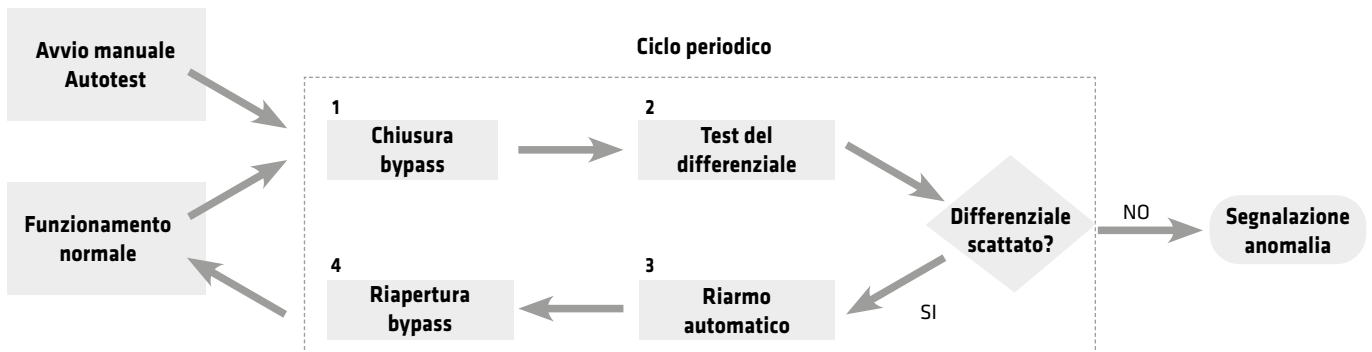 Avvio manuale
Autotest
Ciclo periodico
1
Chiusura
bypass
2
Test del
differenziale
Differenziale
scattato?
NO
Segnalazione
anomalia
Funzionamento
normale
4
Riapertura
bypass
3
Riarmo
automatico
SI